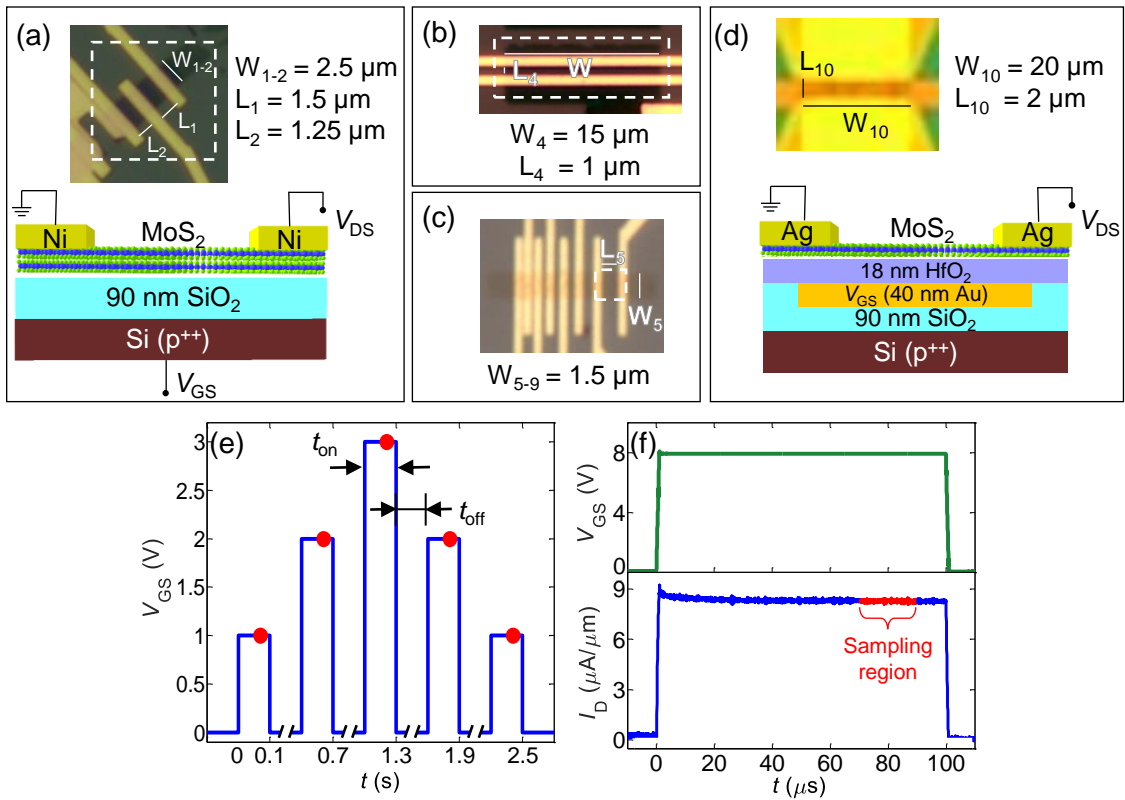 (a)
W1-2
L1
L2
W1-2 = 2.5 µm
L1 = 1.5 µm
L2 = 1.25 µm
Ni MoS2 Ni
VDS
90 nm SiO2
Si (p++)
VGS
(b)
L4 W
W4 = 15 µm
L4 = 1 µm
(c)
L5
W5
W5-9 = 1.5 µm
(d)
L10
W10
W10 = 20 µm
L10 = 2 µm
Ag MoS2 Ag
VDS
18 nm HfO2
VGS (40 nm Au)
90 nm SiO2
Si (p++)
(e)
ton
toff
VGS (V)
3
2.5
2
1.5
1
0.5
0
0 0.1 0.7 1.3 1.9 2.5
t (s)
(f)
VGS (V)
8
4
0
ID (µA/µm)
9
6
3
0
Sampling
region
0 20 40 60 80 100
t (µs)